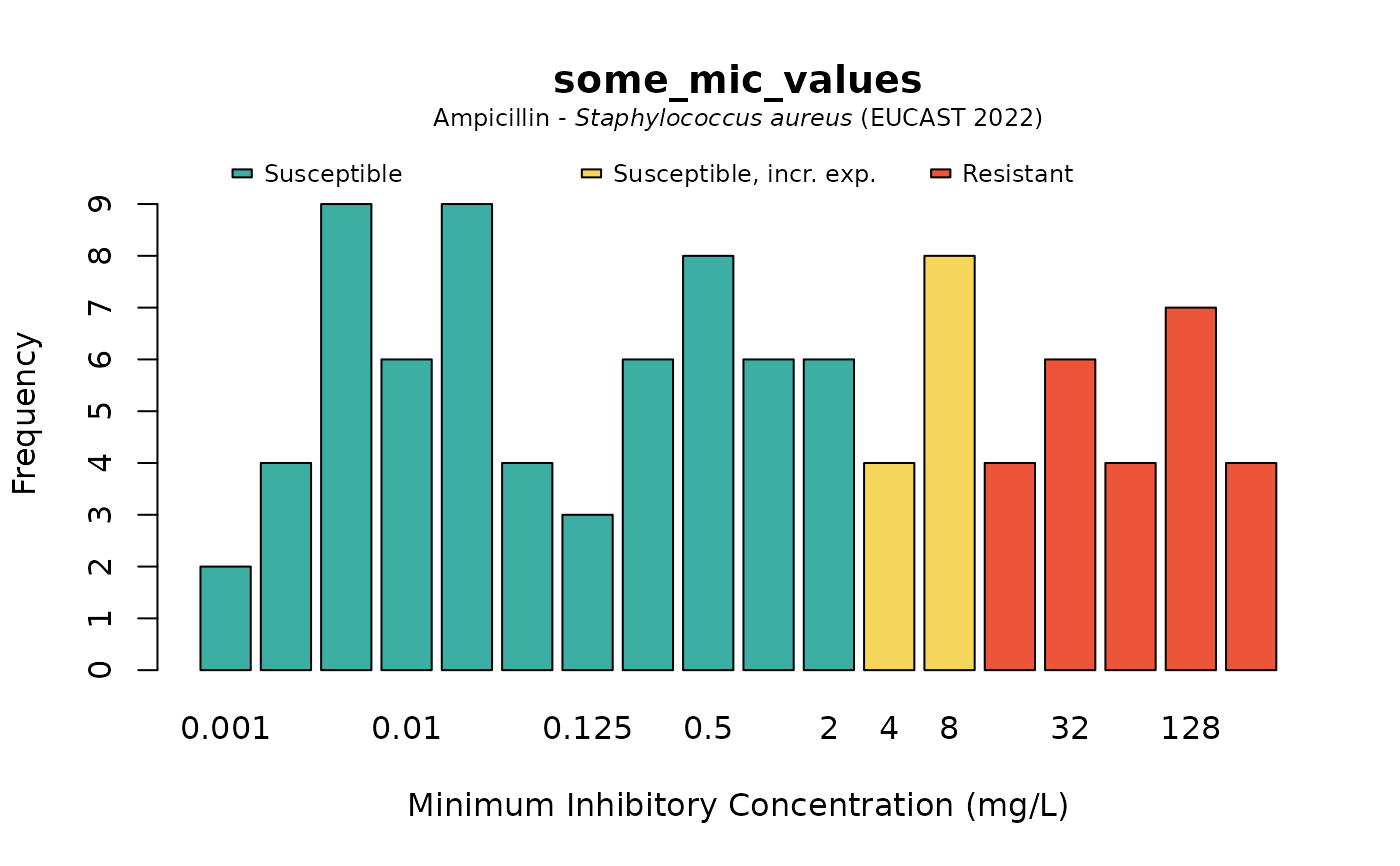 some_mic_values
Ampicillin - Staphylococcus aureus (EUCAST 2022)
Susceptible Susceptible, incr. exp. Resistant
9
8
7
6
5
4
3
2
1
0
Frequency
0.001 0.01 0.125 0.5 2 4 8 32 128
Minimum Inhibitory Concentration (mg/L)